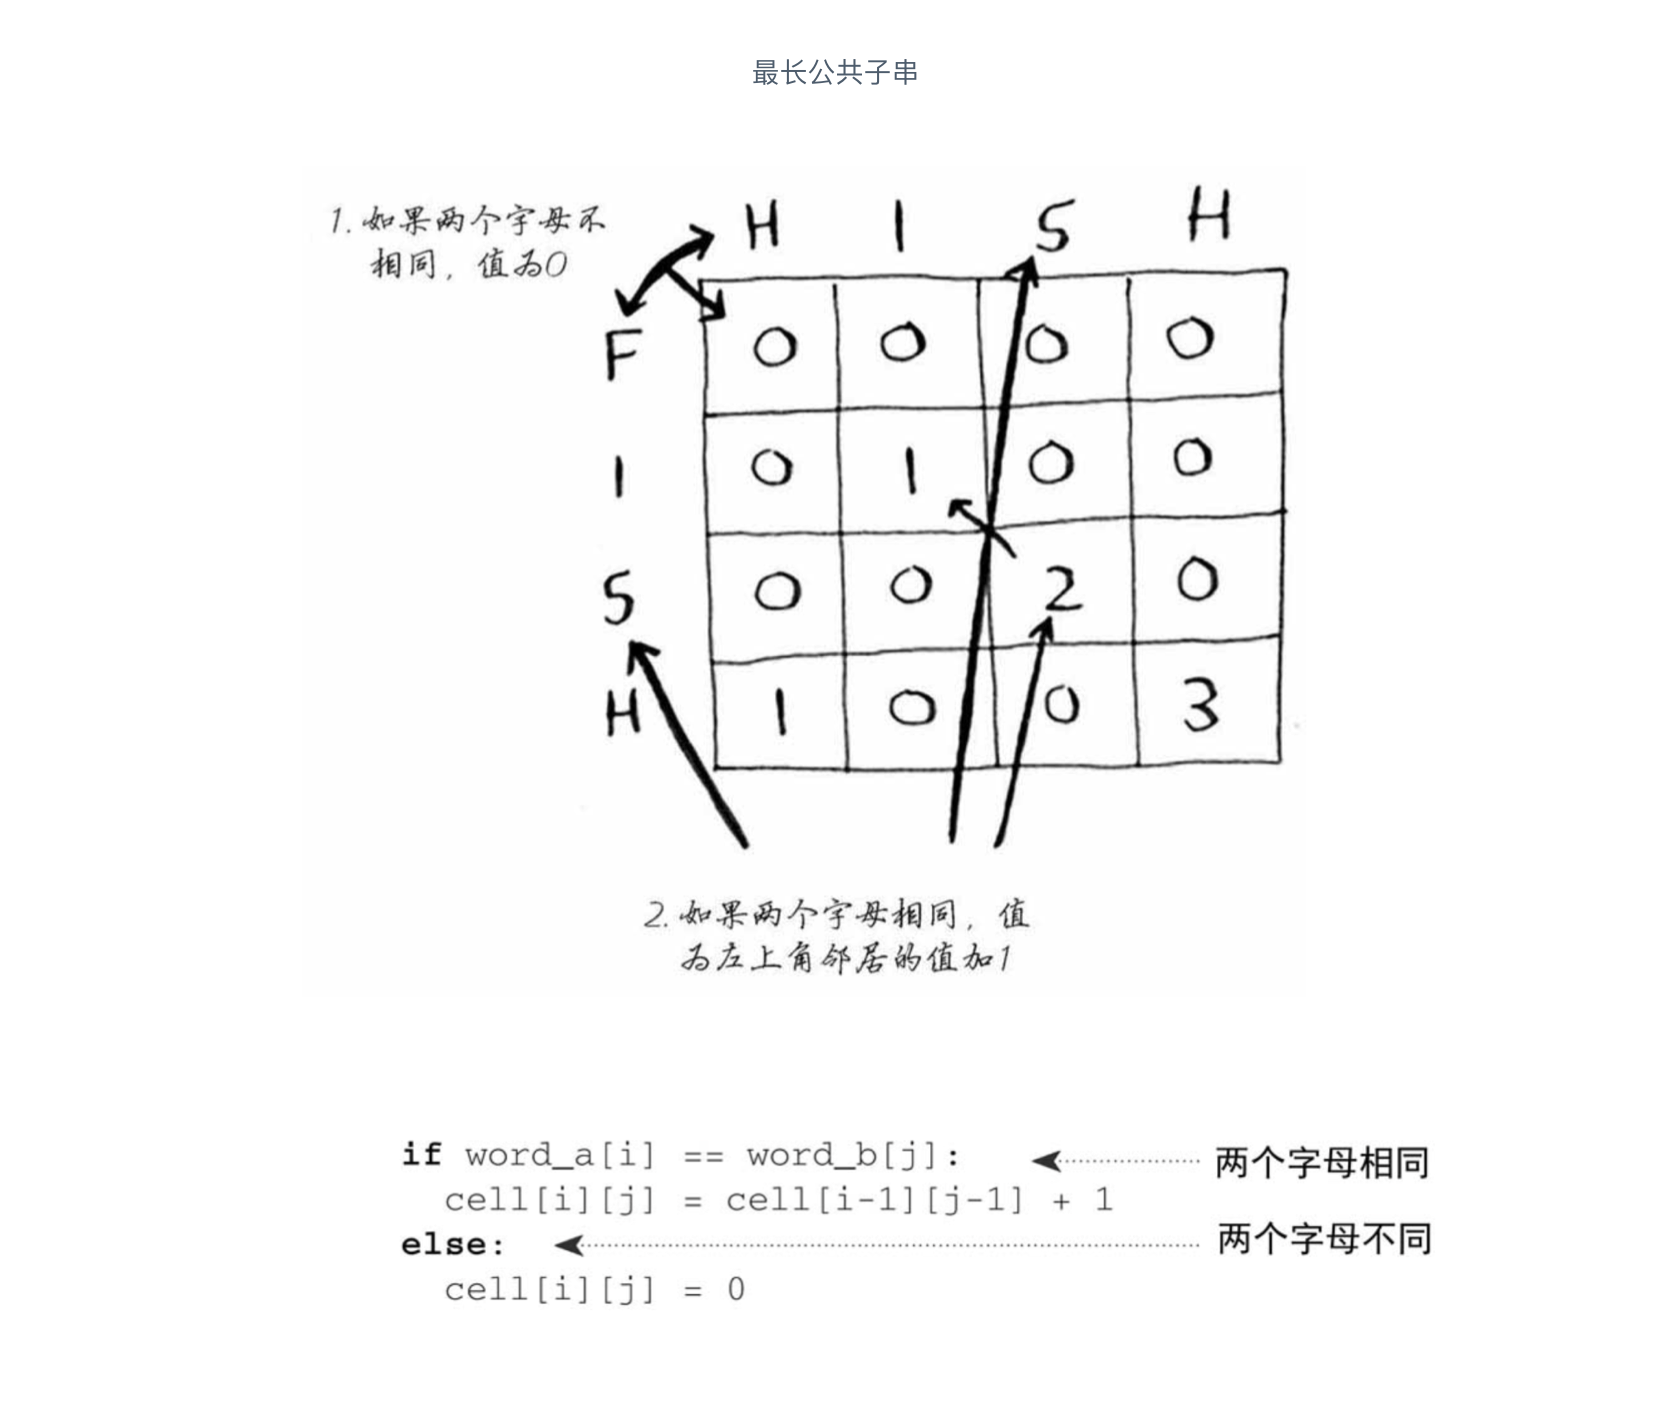 最长公共子串
1. 如果两个字母不
相同，值为0
H I S H
F 0 0 0 0
I 0 1 0 0
S 0 0 2 0
H 1 0 0 3
2. 如果两个字母相同，值
为左上角邻居的值加1
if word_a[i] == word_b[j]: 两个字母相同
cell[i][j] = cell[i-1][j-1] + 1
else: 两个字母不同
cell[i][j] = 0